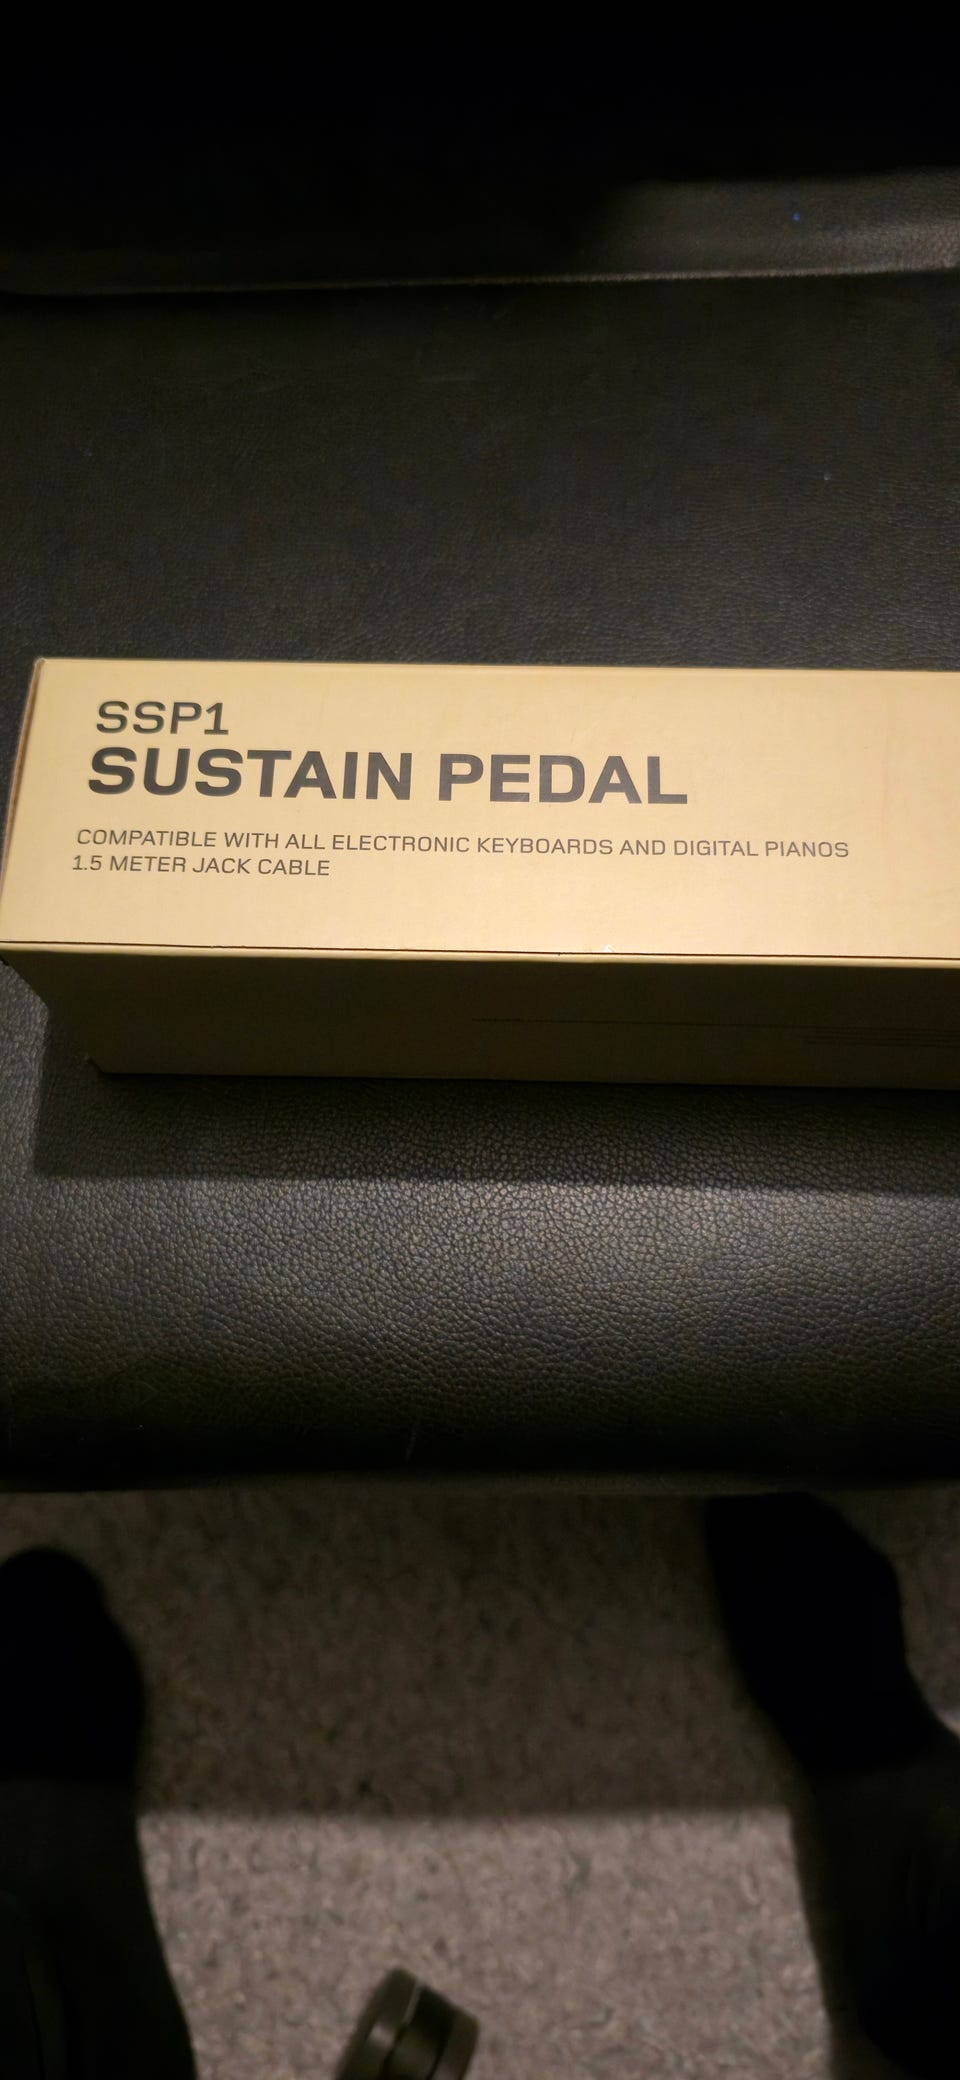 SSP1
SUSTAIN PEDAL
COMPATIBLE WITH ALL ELECTRONIC KEYBOARDS AND DIGITAL PIANOS
1.5 METER JACK CABLE